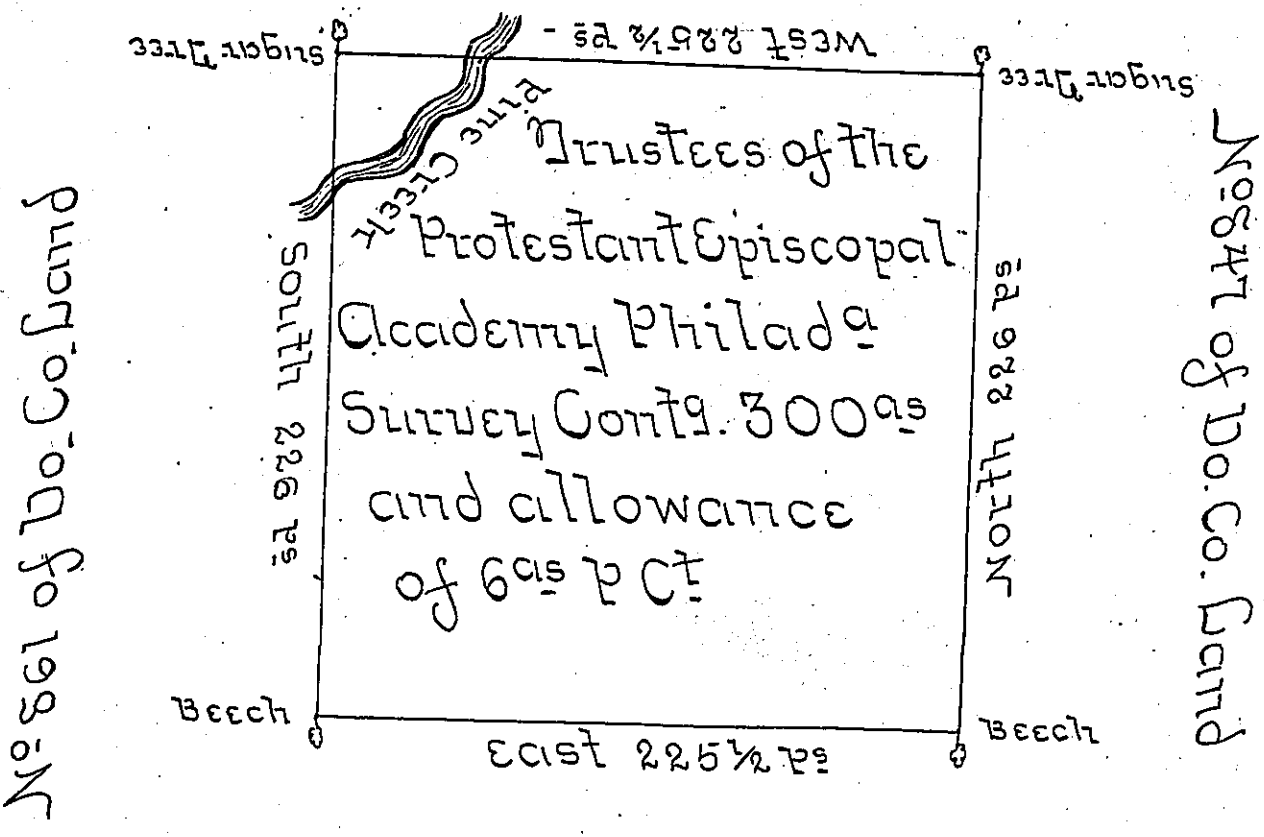 West 225½ ps
Sugar Tree
Sugar Tree
Pine Creek
Trustees of the
Protestant Episcopal
Academy Philada
Survey Contg. 300as
and allowance
of 6as p Ct
South 226 ps
North 226 ps
No. 861 of Do. Co. Land
No. 847 of Do. Co. Land
Beech
Beech
East 225½ ps